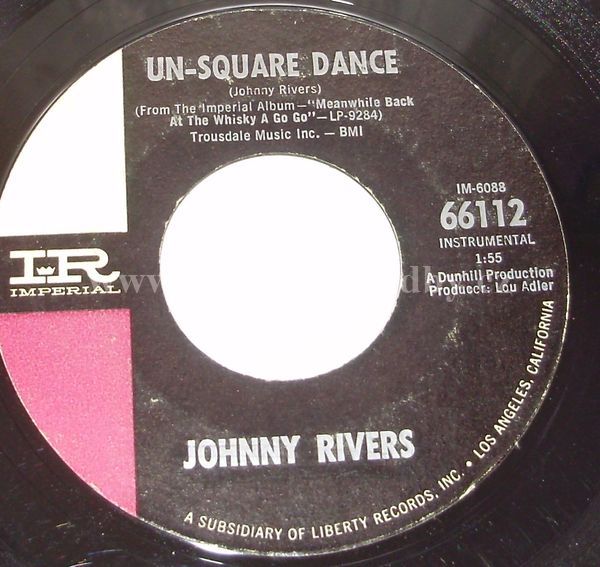 UN-SQUARE DANCE
(Johnny Rivers)
(From The Imperial Album—"Meanwhile Back
At The Whisky A Go Go"—LP-9284)
Trousdale Music Inc. — BMI
IM-6088
66112
INSTRUMENTAL
1:55
A Dunhill Production
Producer: Lou Adler
IR
IMPERIAL
JOHNNY RIVERS
A SUBSIDIARY OF LIBERTY RECORDS, INC. • LOS ANGELES, CALIFORNIA